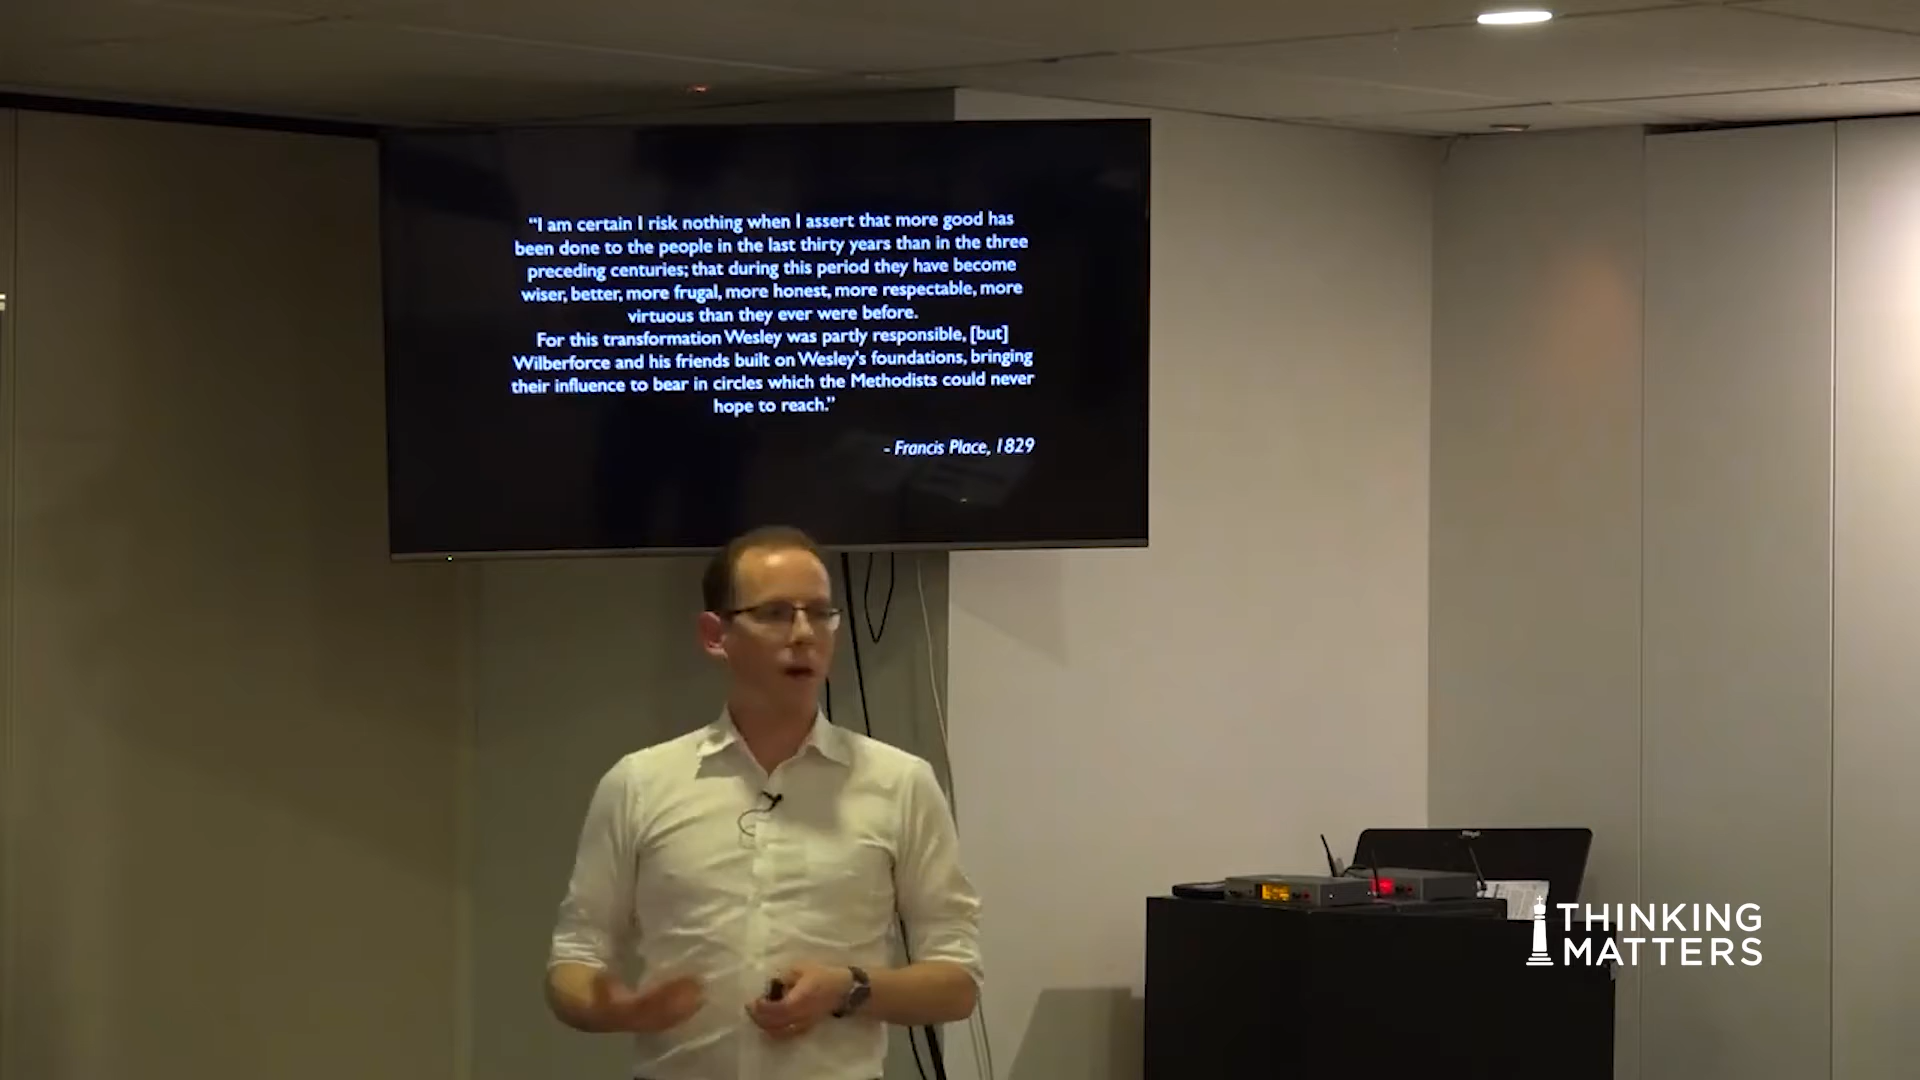 “I am certain I risk nothing when I assert that more good has
been done to the people in the last thirty years than in the three
preceding centuries; that during this period they have become
wiser, better, more frugal, more honest, more respectable, more
virtuous than they ever were before.
For this transformation Wesley was partly responsible, [but]
Wilberforce and his friends built on Wesley's foundations, bringing
their influence to bear in circles which the Methodists could never
hope to reach.”
- Francis Place, 1829
THINKING
MATTERS